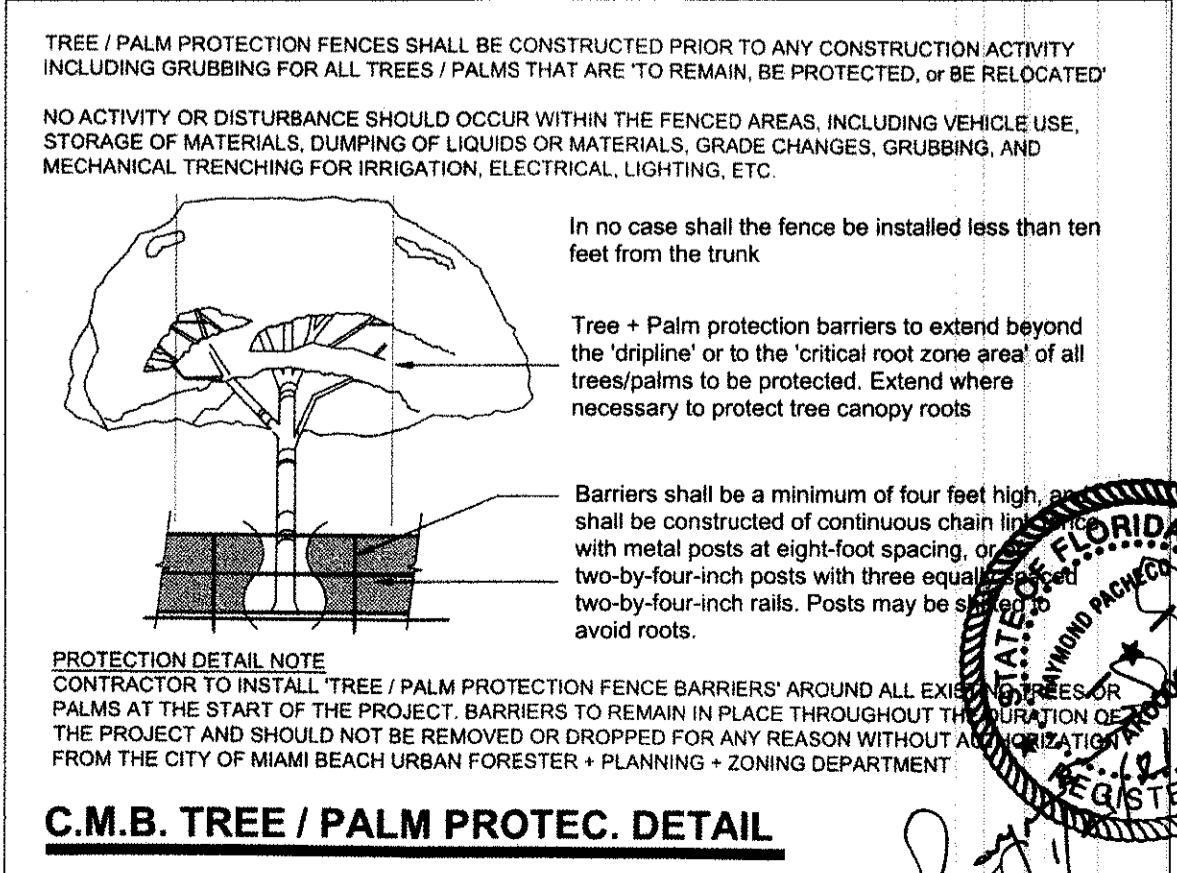 TREE / PALM PROTECTION FENCES SHALL BE CONSTRUCTED PRIOR TO ANY CONSTRUCTION ACTIVITY
INCLUDING GRUBBING FOR ALL TREES / PALMS THAT ARE 'TO REMAIN, BE PROTECTED, or BE RELOCATED'
NO ACTIVITY OR DISTURBANCE SHOULD OCCUR WITHIN THE FENCED AREAS, INCLUDING VEHICLE USE,
STORAGE OF MATERIALS, DUMPING OF LIQUIDS OR MATERIALS, GRADE CHANGES, GRUBBING, AND
MECHANICAL TRENCHING FOR IRRIGATION, ELECTRICAL, LIGHTING, ETC.
In no case shall the fence be installed less than ten
feet from the trunk
Tree + Palm protection barriers to extend beyond
the 'dripline' or to the 'critical root zone area' of all
trees/palms to be protected. Extend where
necessary to protect tree canopy roots
Barriers shall be a minimum of four feet high, and
shall be constructed of continuous chain link fence
with metal posts at eight-foot spacing, or
two-by-four-inch posts with three equally spaced
two-by-four-inch rails. Posts may be shifted to
avoid roots.
PROTECTION DETAIL NOTE
CONTRACTOR TO INSTALL 'TREE / PALM PROTECTION FENCE BARRIERS' AROUND ALL EXISTING TREES OR
PALMS AT THE START OF THE PROJECT. BARRIERS TO REMAIN IN PLACE THROUGHOUT THE DURATION OF
THE PROJECT AND SHOULD NOT BE REMOVED OR DROPPED FOR ANY REASON WITHOUT AUTHORIZATION
FROM THE CITY OF MIAMI BEACH URBAN FORESTER + PLANNING + ZONING DEPARTMENT
C.M.B. TREE / PALM PROTEC. DETAIL
STATE OF FLORIDA
RAYMOND PACHECO